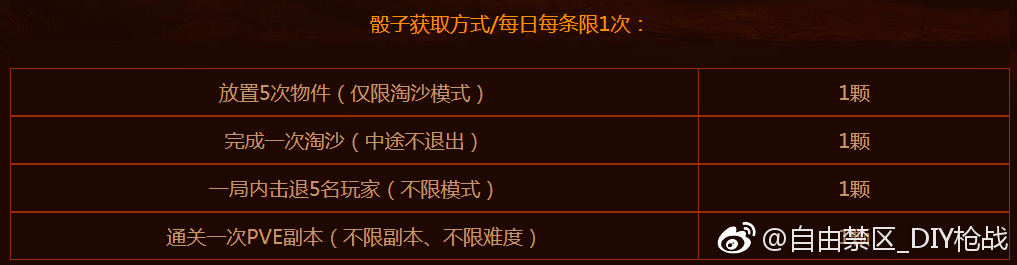 骰子获取方式/每日每条限1次：
放置5次物件（仅限淘沙模式） 1颗
完成一次淘沙（中途不退出） 1颗
一局内击退5名玩家（不限模式） 1颗
通关一次PVE副本（不限副本、不限难度）
@自由禁区_DIY枪战